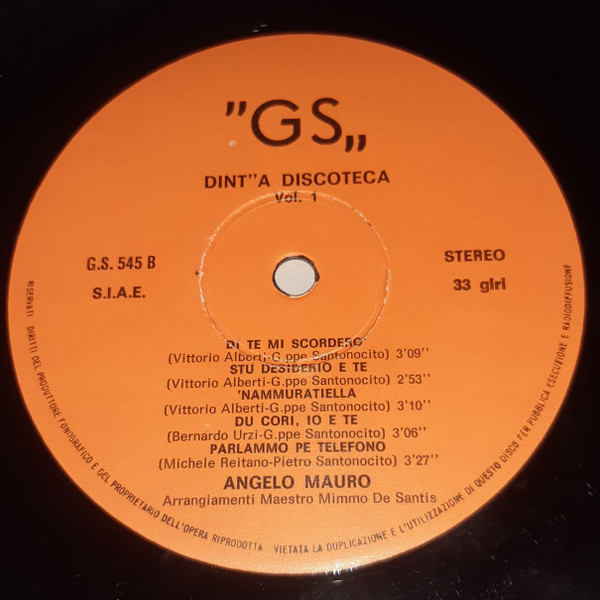 "GS„
DINT"A DISCOTECA
Vol. 1
G.S. 545 B
S.I.A.E.
STEREO
33 giri
DI TE MI SCORDERO'
(Vittorio Alberti-G.ppe Santonocito) 3'09''
STU DESIDERIO E TE
(Vittorio Alberti-G.ppe Santonocito) 2'53''
'NAMMURATIELLA
(Vittorio Alberti-G.ppe Santonocito) 3'10''
DU CORI, IO E TE
(Bernardo Urzi-G.ppe Santonocito) 3'06''
PARLAMMO PE TELEFONO
(Michele Reitano-Pietro Santonocito) 3'27''
ANGELO MAURO
Arrangiamenti Maestro Mimmo De Santis
RISERVATI DIRITTI DEL PRODUTTORE FONOGRAFICO E DEL PROPRIETARIO DELL'OPERA RIPRODOTTA VIETATA LA DUPLICAZIONE E L'UTILIZZAZIONE DI QUESTO DISCO PER PUBBLICA ESECUZIONE E RADIODIFFUSIONE